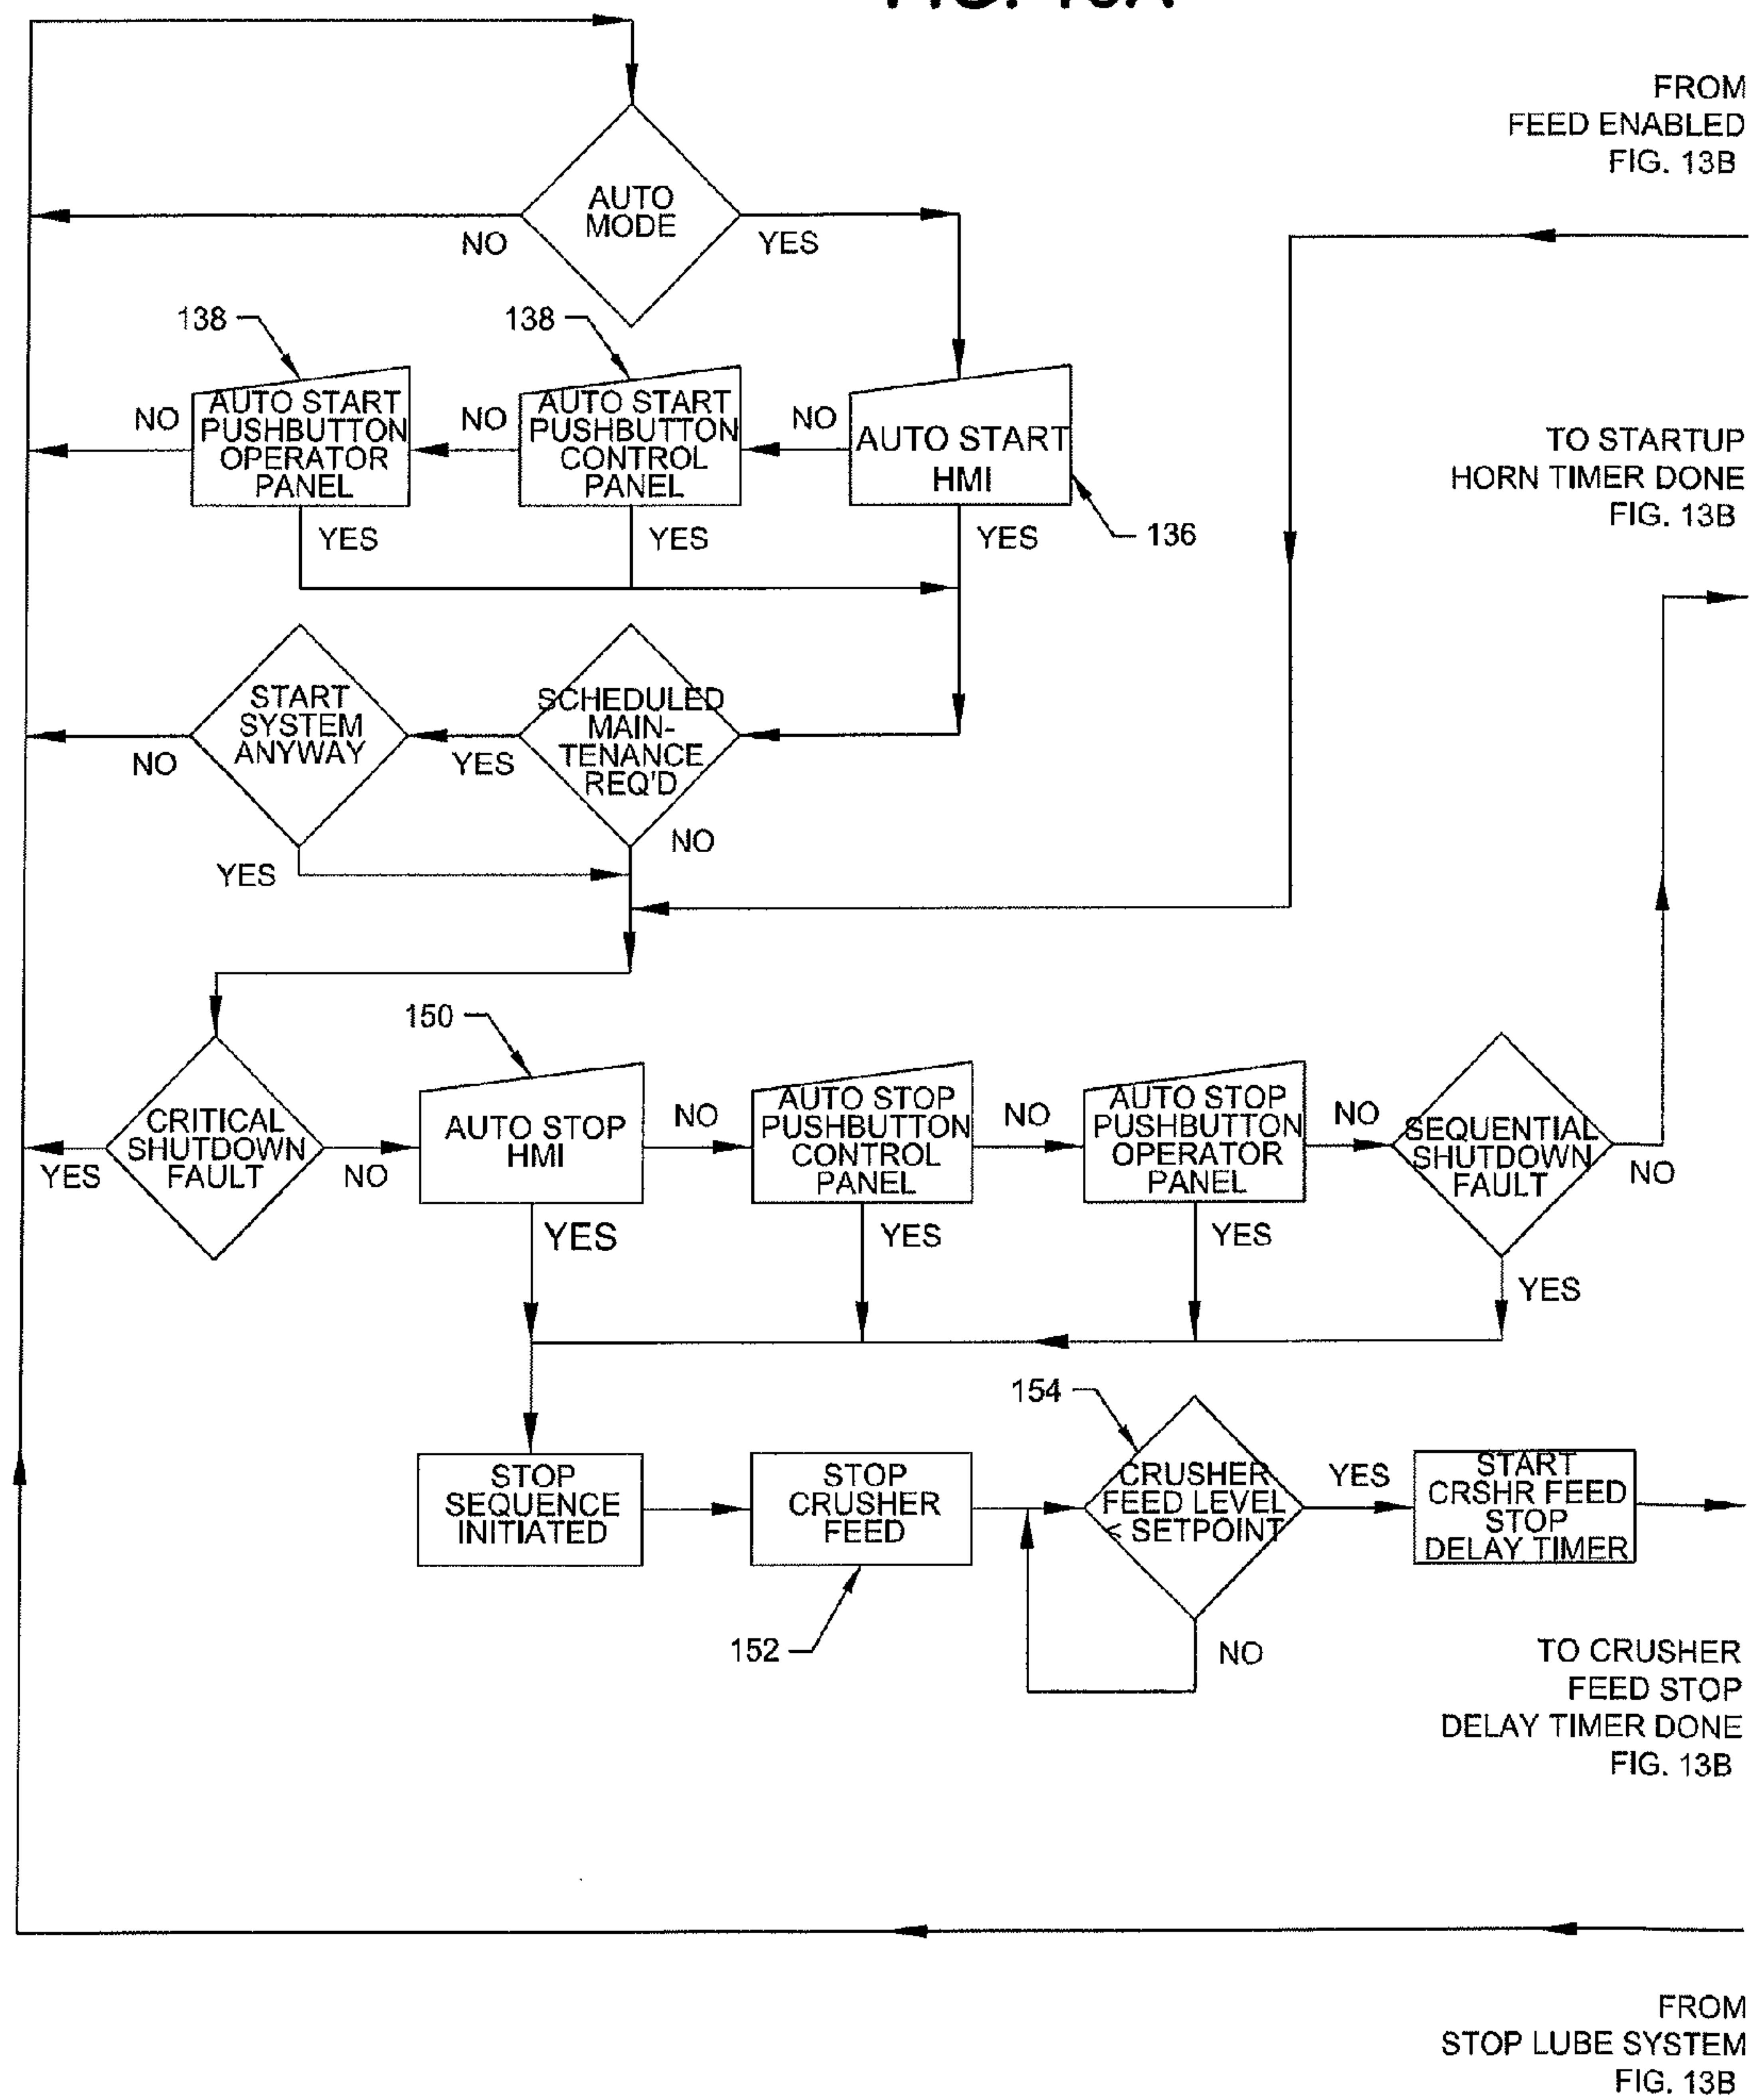 FROM
FEED ENABLED
FIG. 13B
AUTO
MODE
NO
YES
138
138
AUTO START
PUSHBUTTON
OPERATOR
PANEL
NO
AUTO START
PUSHBUTTON
CONTROL
PANEL
NO
AUTO START
HMI
NO
136
YES
YES
YES
TO STARTUP
HORN TIMER DONE
FIG. 13B
START
SYSTEM
ANYWAY
NO
YES
SCHEDULED
MAIN-
TENANCE
REQ'D
YES
NO
150
CRITICAL
SHUTDOWN
FAULT
YES
NO
AUTO STOP
HMI
NO
AUTO STOP
PUSHBUTTON
CONTROL
PANEL
NO
AUTO STOP
PUSHBUTTON
OPERATOR
PANEL
NO
SEQUENTIAL
SHUTDOWN
FAULT
NO
YES
YES
YES
YES
154
STOP
SEQUENCE
INITIATED
STOP
CRUSHER
FEED
152
CRUSHER
FEED LEVEL
< SETPOINT
YES
NO
START
CRSHR FEED
STOP
DELAY TIMER
TO CRUSHER
FEED STOP
DELAY TIMER DONE
FIG. 13B
FROM
STOP LUBE SYSTEM
FIG. 13B